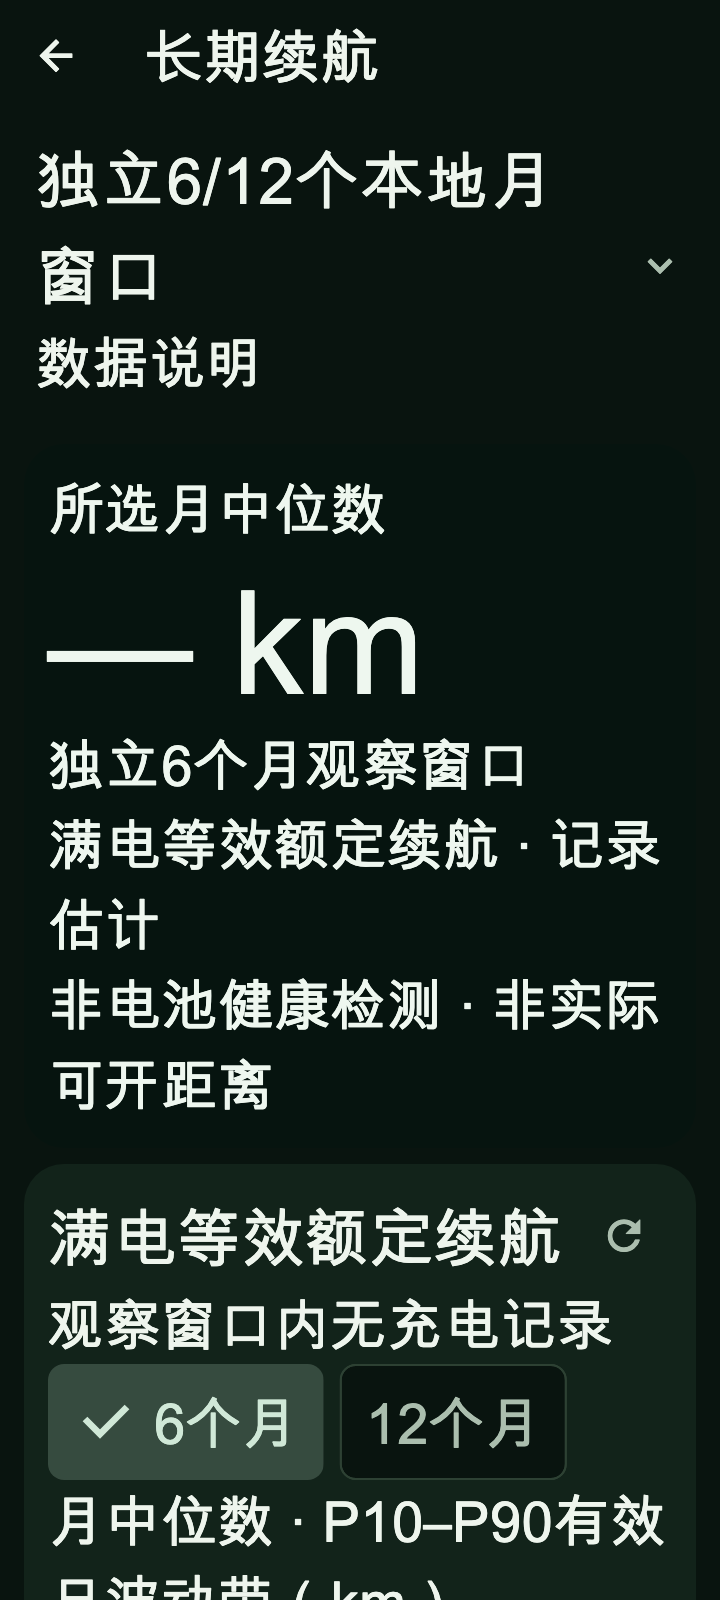 长期续航
独立6/12个本地月
窗口
数据说明
所选月中位数
— km
独立6个月观察窗口
满电等效额定续航 · 记录
估计
非电池健康检测 · 非实际
可开距离
满电等效额定续航
观察窗口内无充电记录
6个月
12个月
月中位数 · P10–P90有效
月波动带（km）